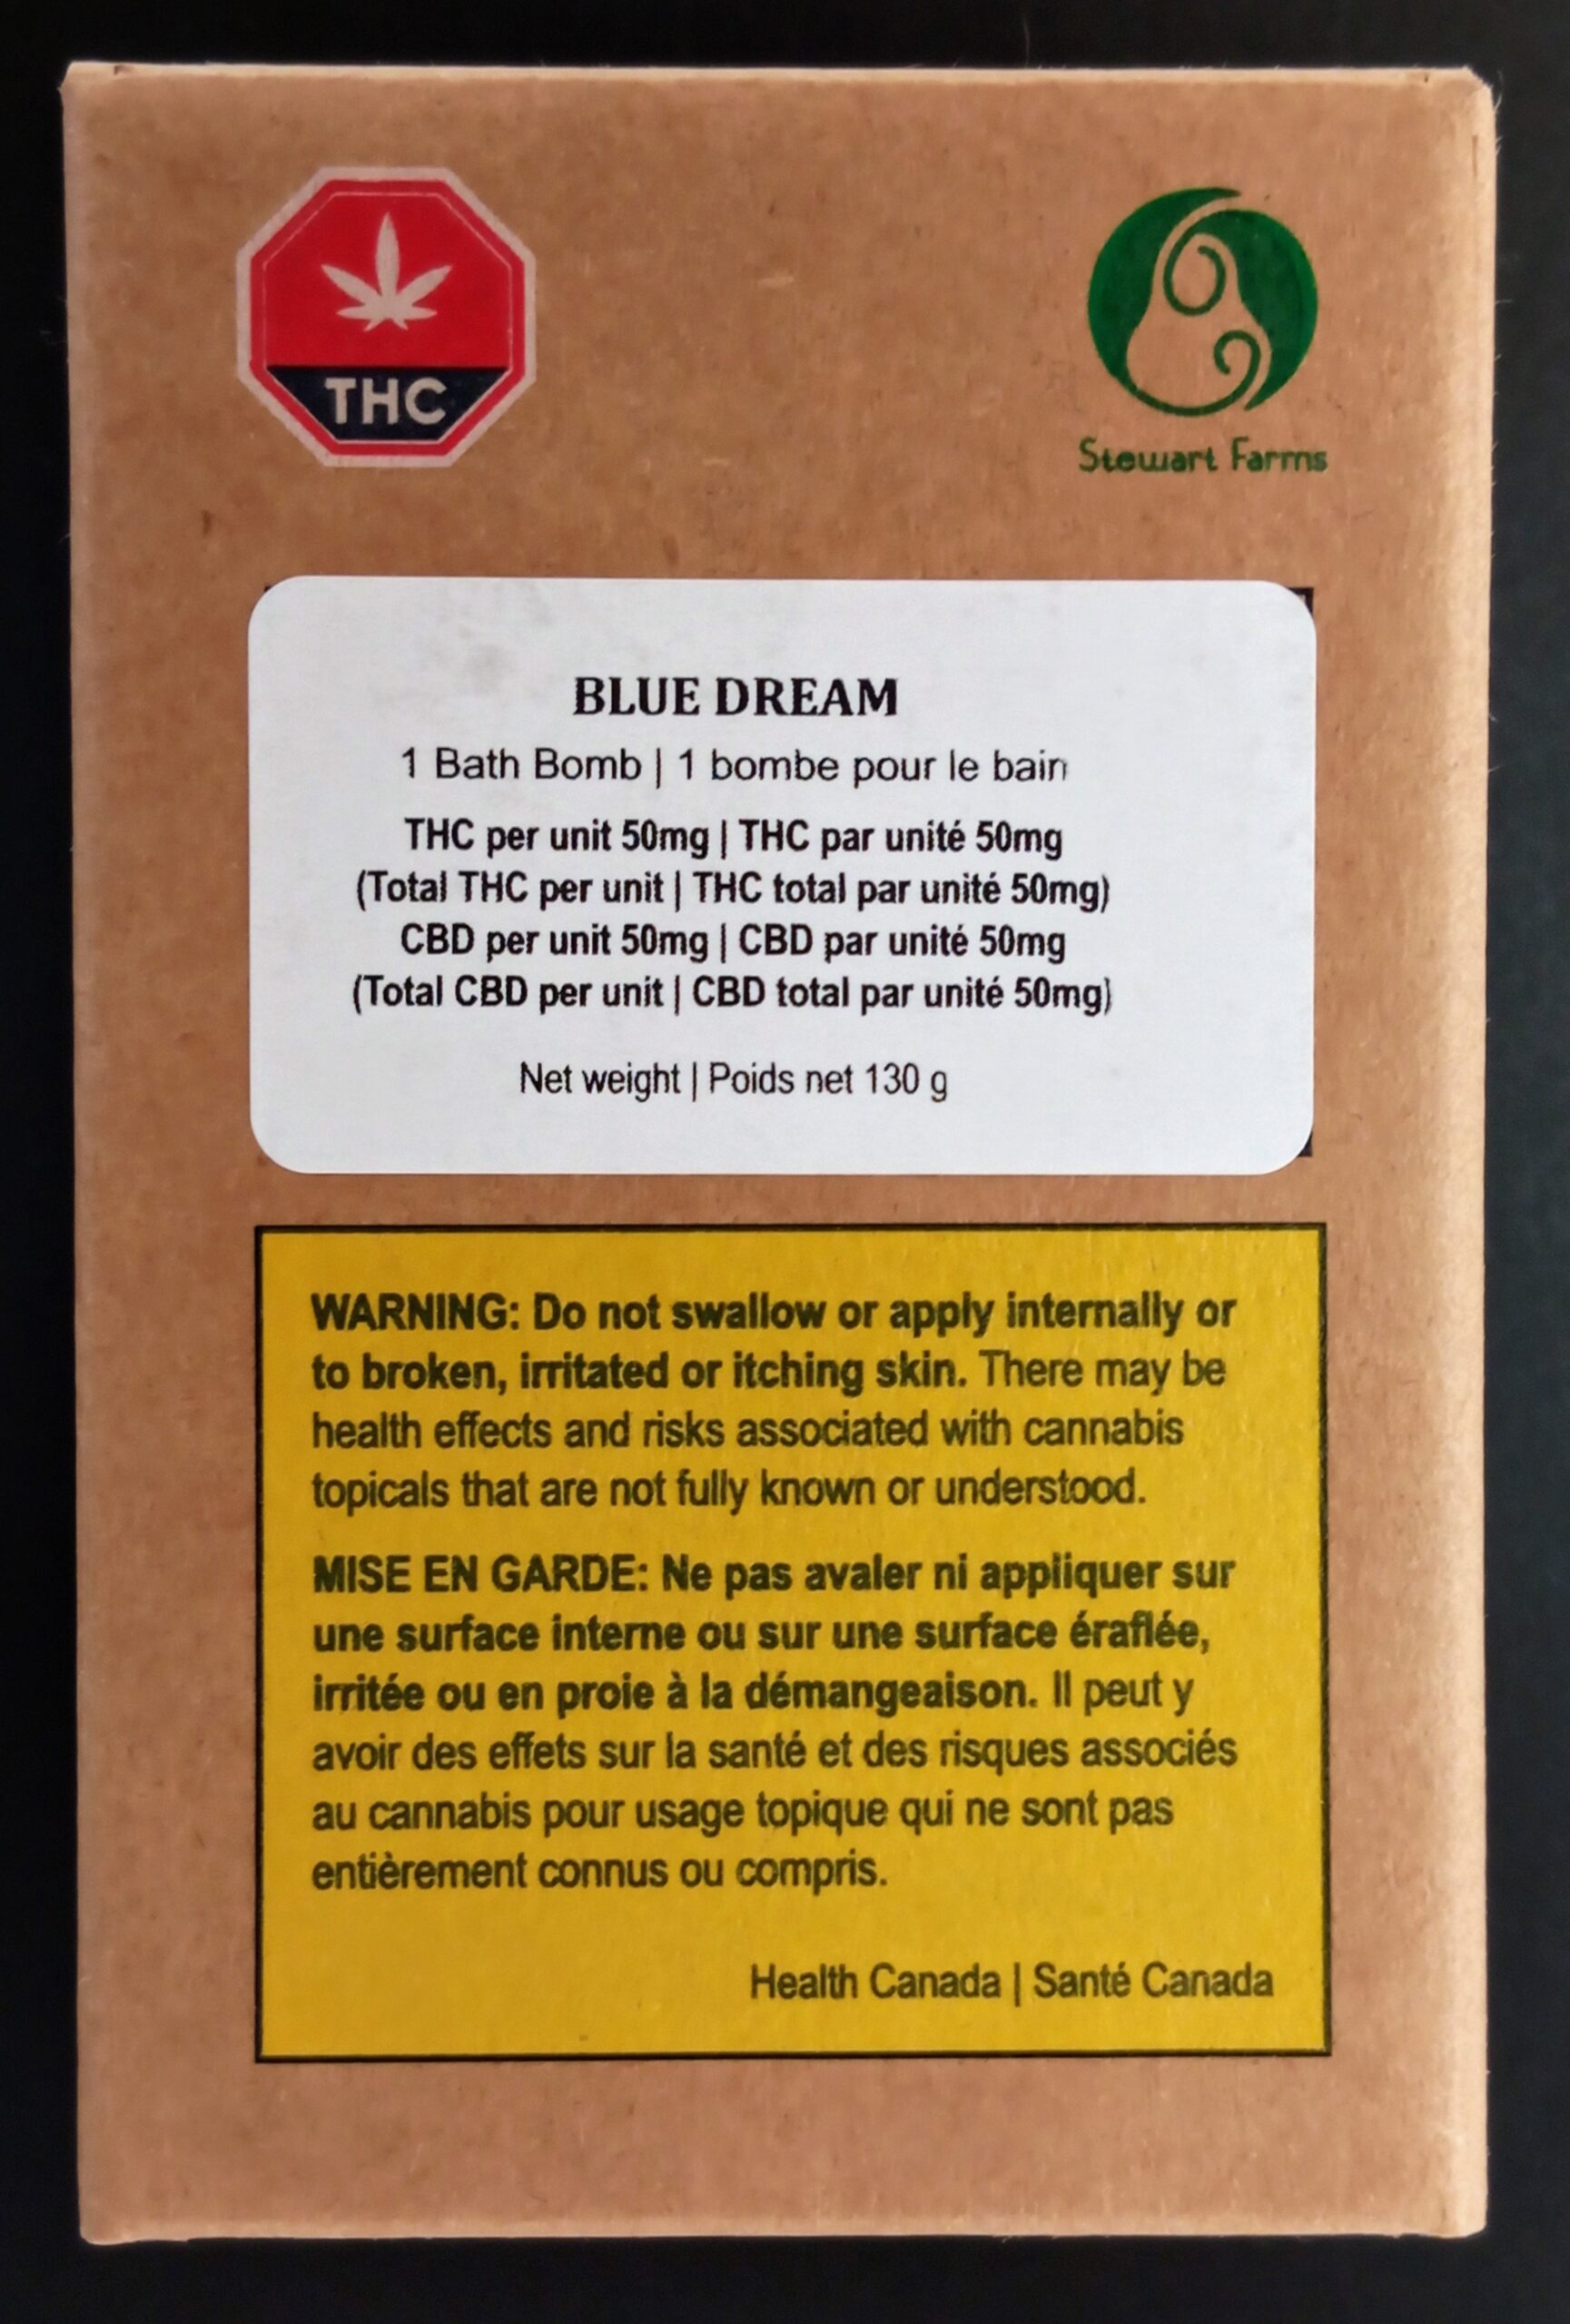 THC
Stewart Farms
BLUE DREAM
1 Bath Bomb | 1 bombe pour le bain
THC per unit 50mg | THC par unité 50mg
(Total THC per unit | THC total par unité 50mg)
CBD per unit 50mg | CBD par unité 50mg
(Total CBD per unit | CBD total par unité 50mg)
Net weight | Poids net 130 g
WARNING: Do not swallow or apply internally or
to broken, irritated or itching skin. There may be
health effects and risks associated with cannabis
topicals that are not fully known or understood.
MISE EN GARDE: Ne pas avaler ni appliquer sur
une surface interne ou sur une surface éraflée,
irritée ou en proie à la démangeaison. Il peut y
avoir des effets sur la santé et des risques associés
au cannabis pour usage topique qui ne sont pas
entièrement connus ou compris.
Health Canada | Santé Canada